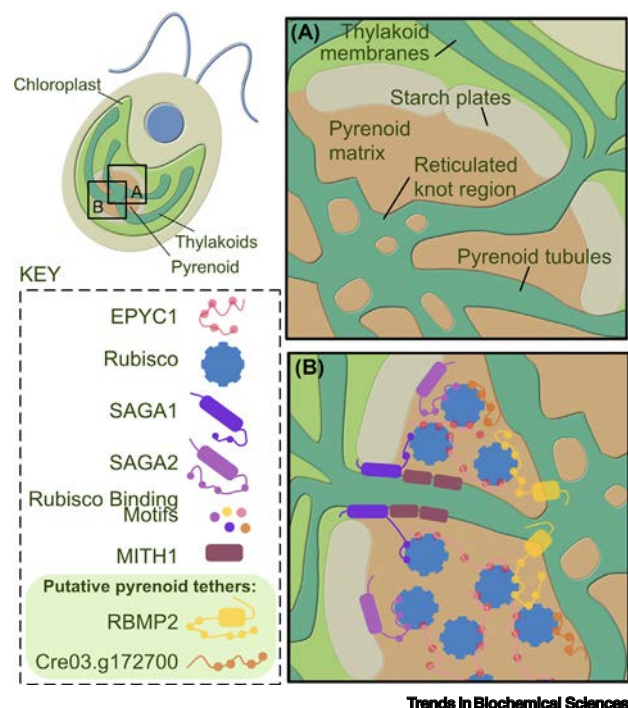 Chloroplast
A
B
Thylakoids
Pyrenoid
(A)
Thylakoid
membranes
Starch plates
Pyrenoid
matrix
Reticulated
knot region
Pyrenoid tubules
KEY
EPYC1
Rubisco
SAGA1
SAGA2
Rubisco Binding
Motifs
MITH1
Putative pyrenoid tethers:
RBMP2
Cre03.g172700
(B)
Trends in Biochemical Sciences